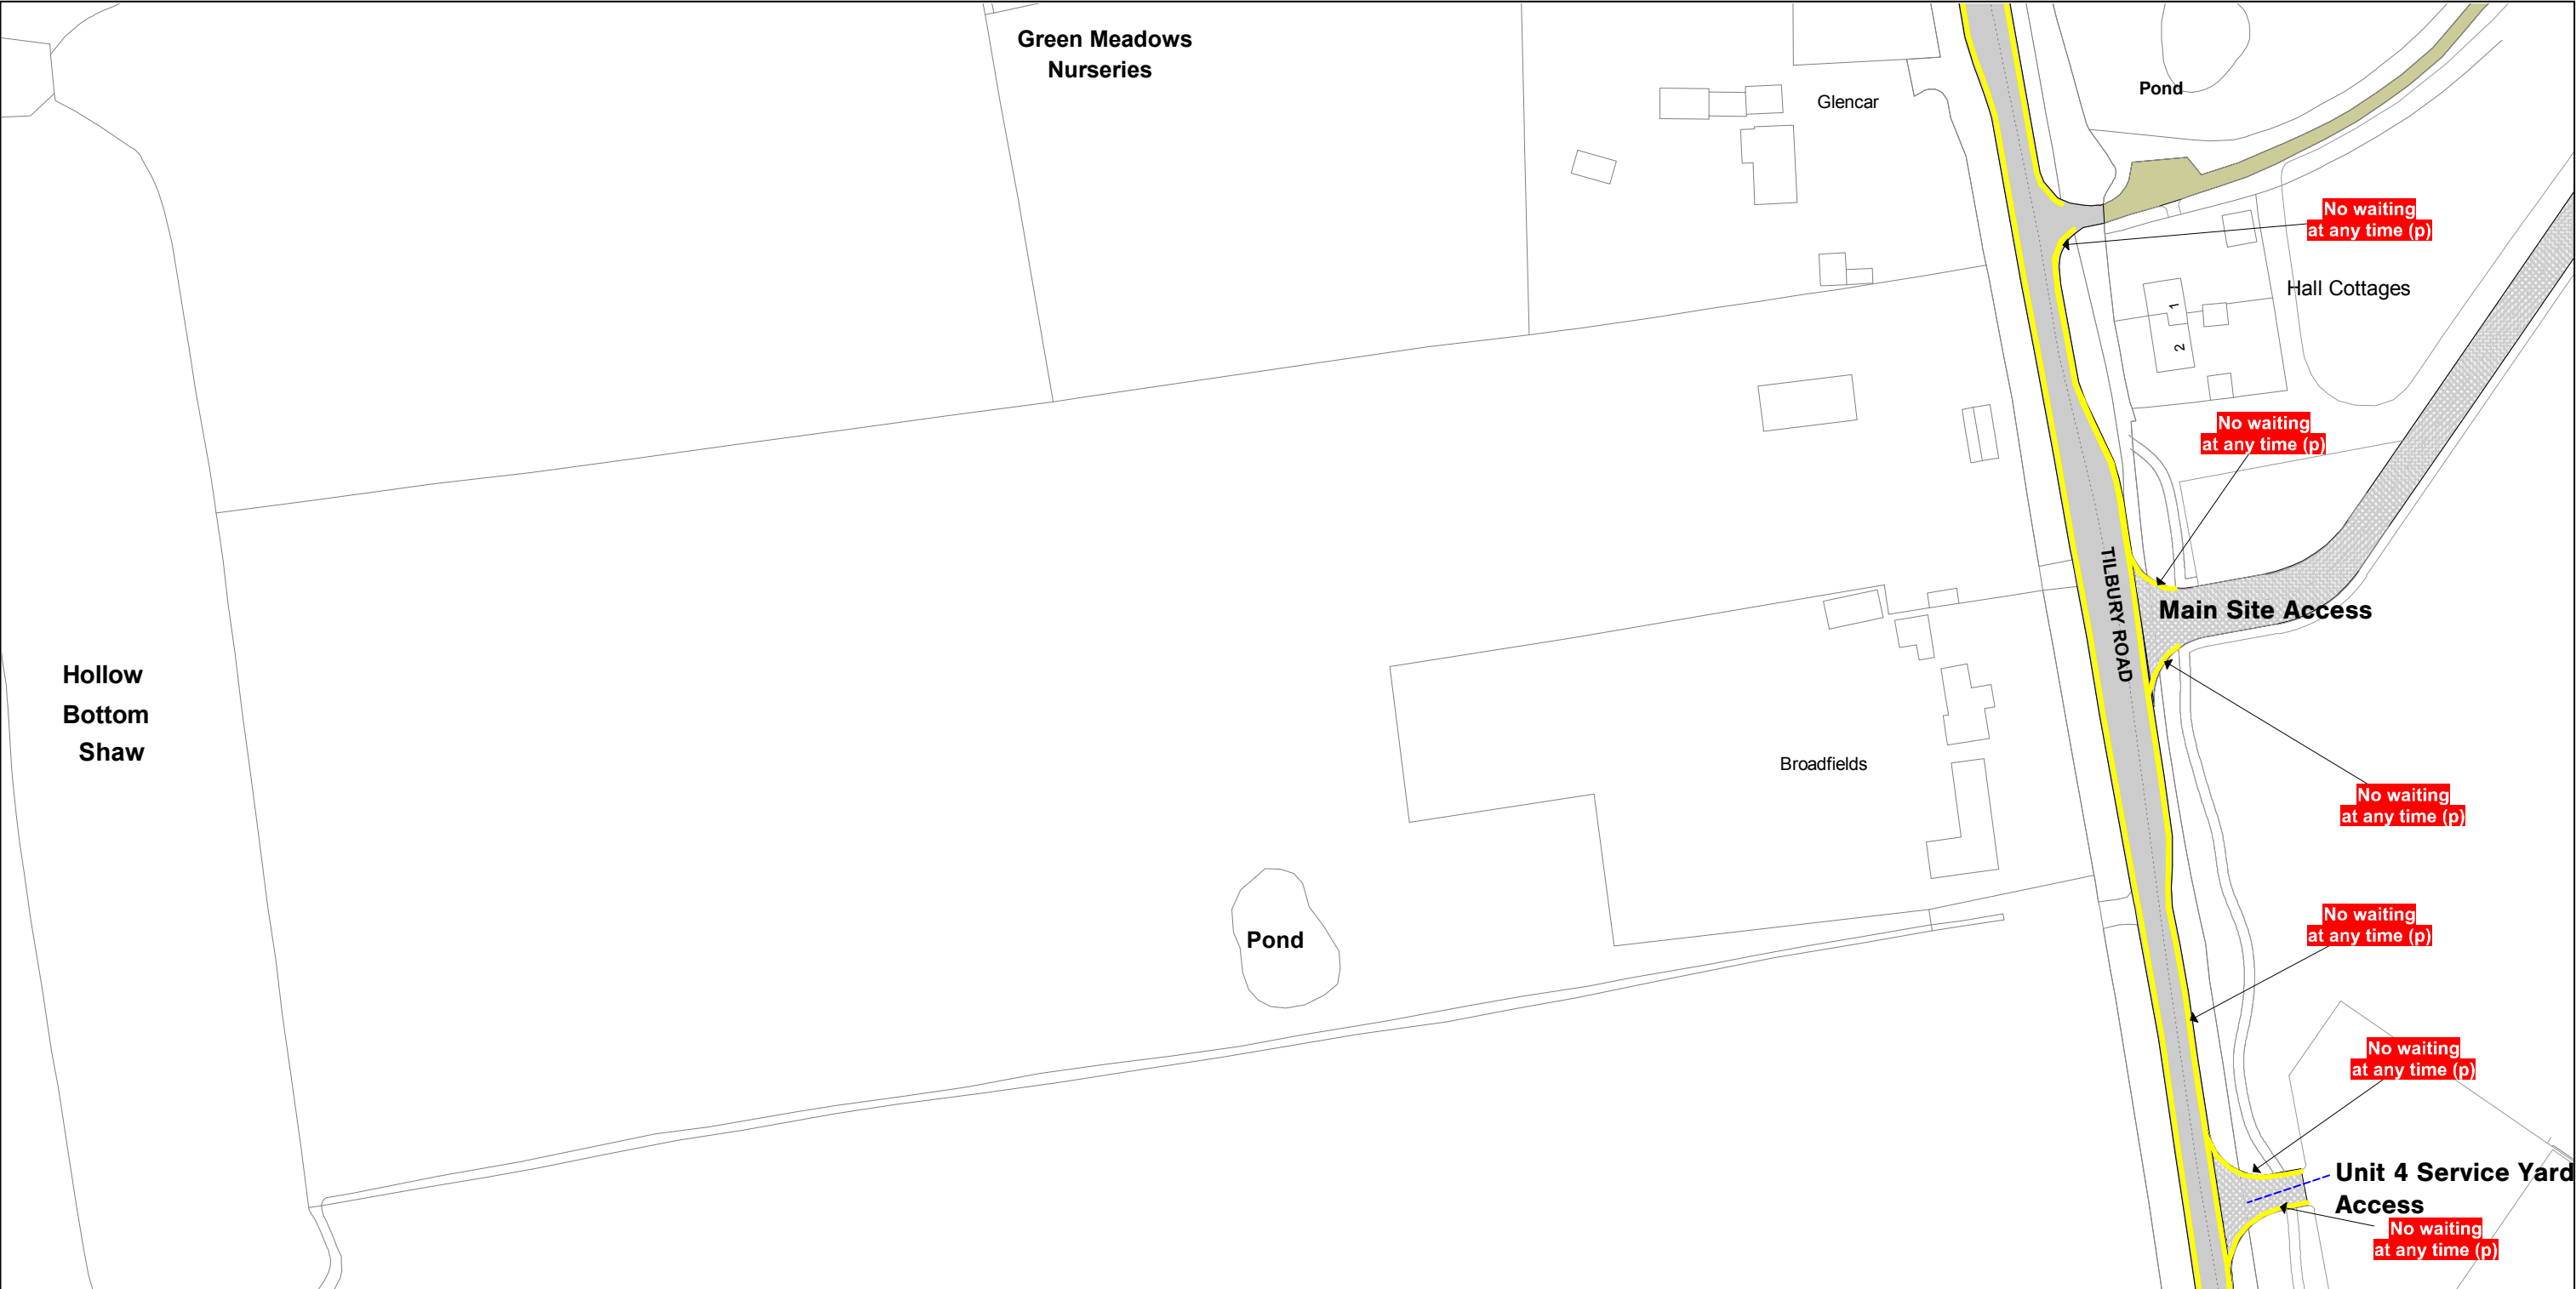 Green Meadows
Nurseries
Glencar
Pond
No waiting
at any time (p)
Hall Cottages
1
2
No waiting
at any time (p)
TILBURY ROAD
Main Site Access
Hollow
Bottom
Shaw
Broadfields
No waiting
at any time (p)
Pond
No waiting
at any time (p)
No waiting
at any time (p)
Unit 4 Service Yard
Access
No waiting
at any time (p)